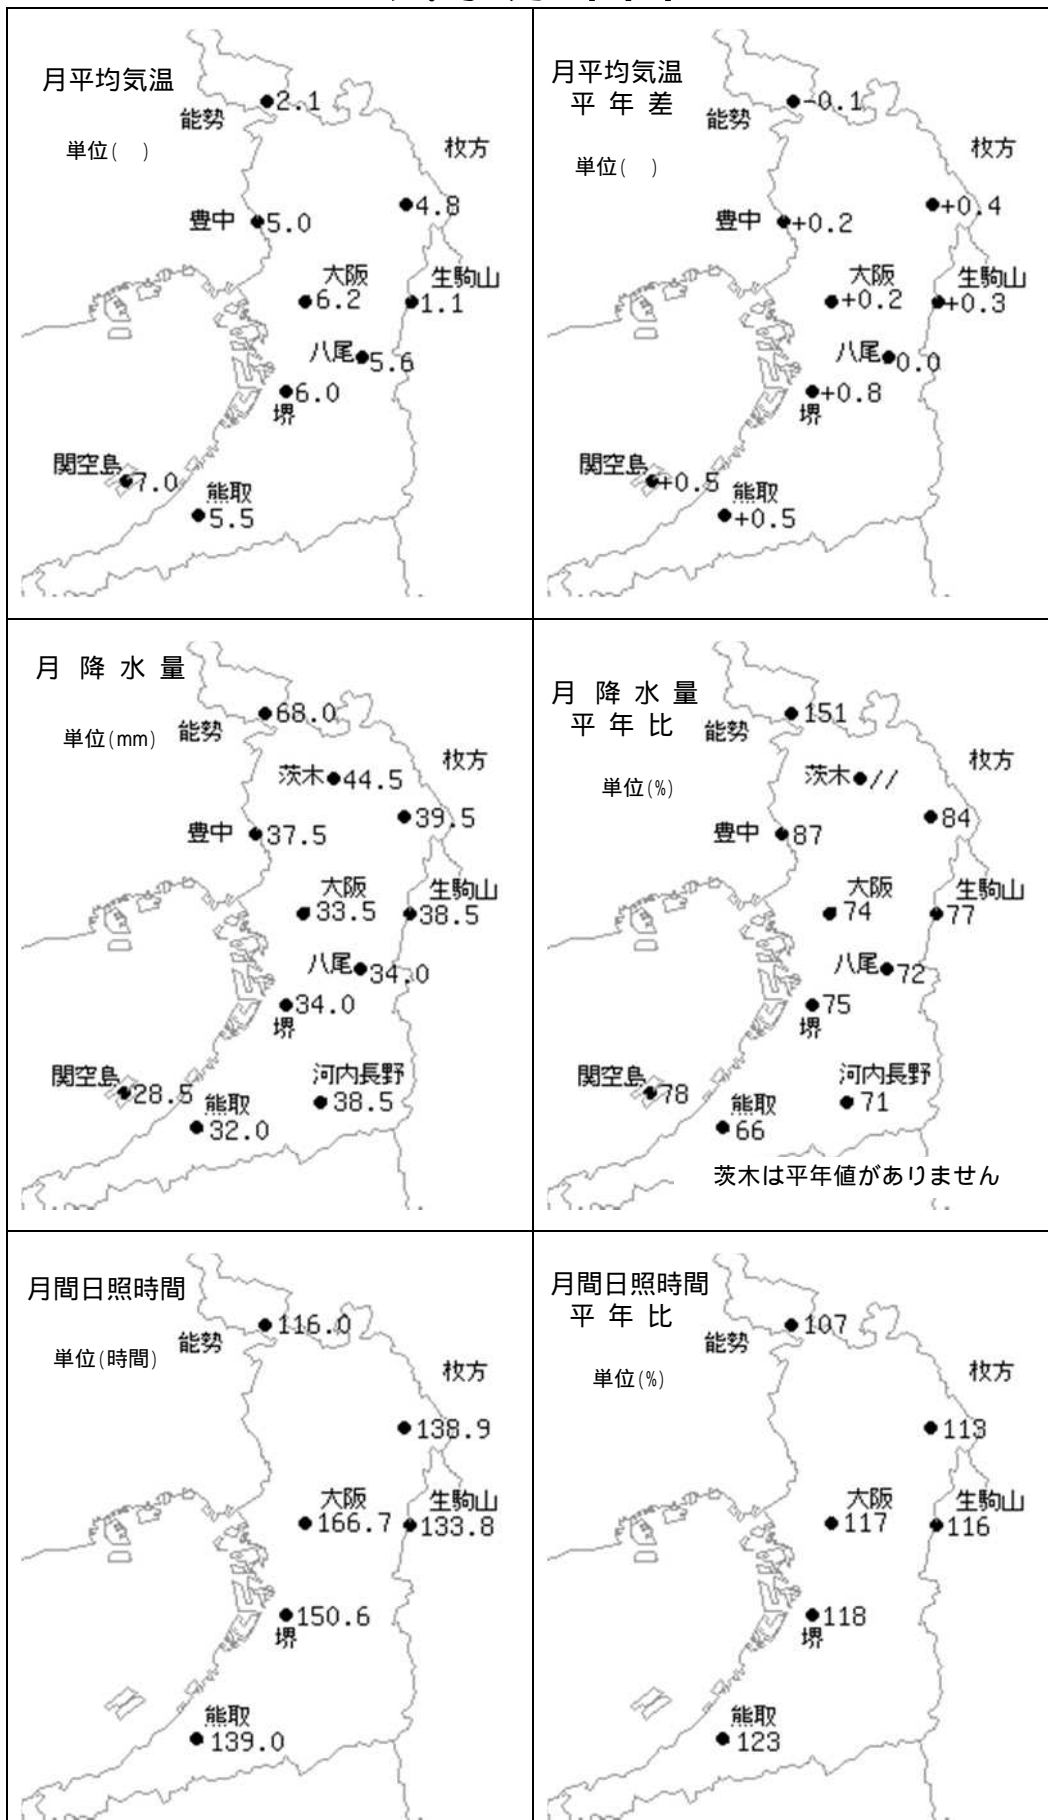 月平均気温
単位( )
能勢
2.1
枚方
4.8
豊中
5.0
大阪
6.2
生駒山
1.1
八尾
5.6
6.0
堺
関空島
7.0
熊取
5.5
月平均気温
平 年 差
単位( )
能勢
-0.1
枚方
+0.4
豊中
+0.2
大阪
+0.2
生駒山
+0.3
八尾
0.0
+0.8
堺
関空島
+0.5
熊取
+0.5
月 降 水 量
単位(mm)
能勢
68.0
茨木
44.5
枚方
39.5
豊中
37.5
大阪
33.5
生駒山
38.5
八尾
34.0
34.0
堺
関空島
28.5
熊取
32.0
河内長野
38.5
月 降 水 量
平 年 比
単位(%)
能勢
151
茨木
//
枚方
84
豊中
87
大阪
74
生駒山
77
八尾
72
75
堺
関空島
78
熊取
66
河内長野
71
茨木は平年値がありません
月間日照時間
単位(時間)
能勢
116.0
枚方
138.9
大阪
166.7
生駒山
133.8
150.6
堺
熊取
139.0
月間日照時間
平 年 比
単位(%)
能勢
107
枚方
113
大阪
117
生駒山
116
118
堺
熊取
123